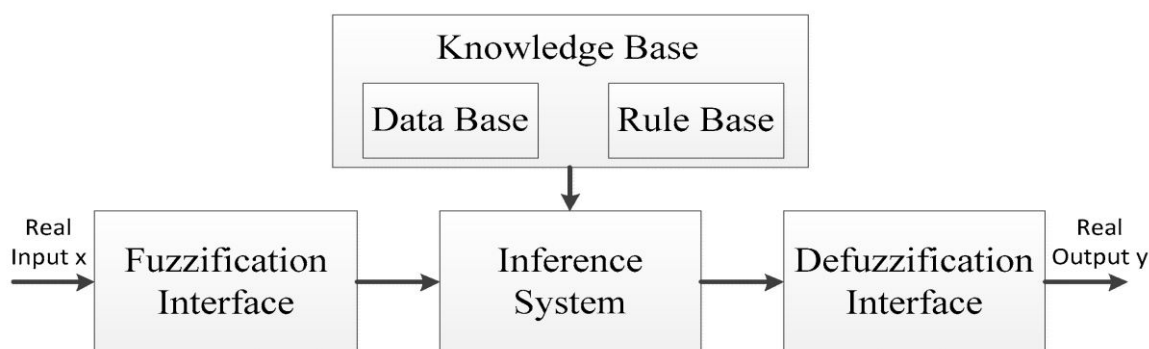 Knowledge Base
Data Base
Rule Base
Real
Input x
Fuzzification
Interface
Inference
System
Defuzzification
Interface
Real
Output y